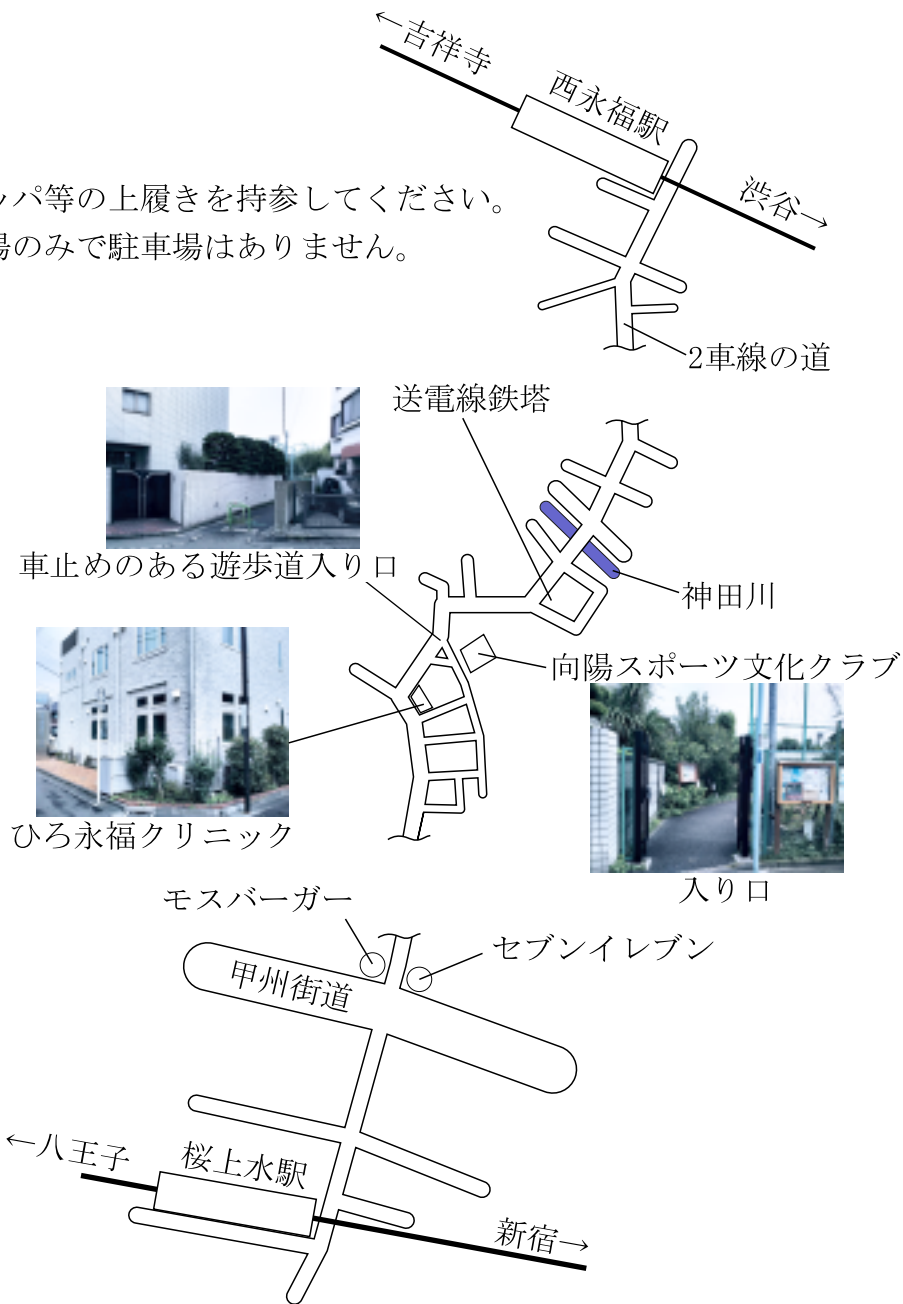 ←吉祥寺
西永福駅
渋谷→
ッパ等の上履きを持参してください。
場のみで駐車場はありません。
2車線の道
送電線鉄塔
車止めのある遊歩道入り口
神田川
向陽スポーツ文化クラブ
ひろ永福クリニック
入り口
モスバーガー
セブンイレブン
甲州街道
←八王子
桜上水駅
新宿→